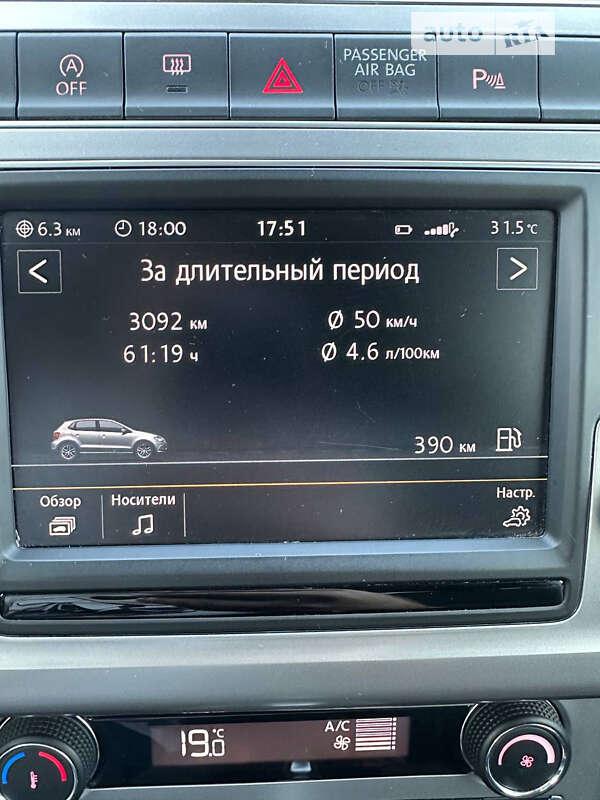 auto RIA
OFF
PASSENGER
AIR BAG
OFF
P
6.3 км 18:00 17:51 31.5°C
< За длительный период >
3092 км Ø 50 км/ч
61:19 ч Ø 4.6 л/100км
390 км
Обзор Носители Настр.
19.0 °C A/C